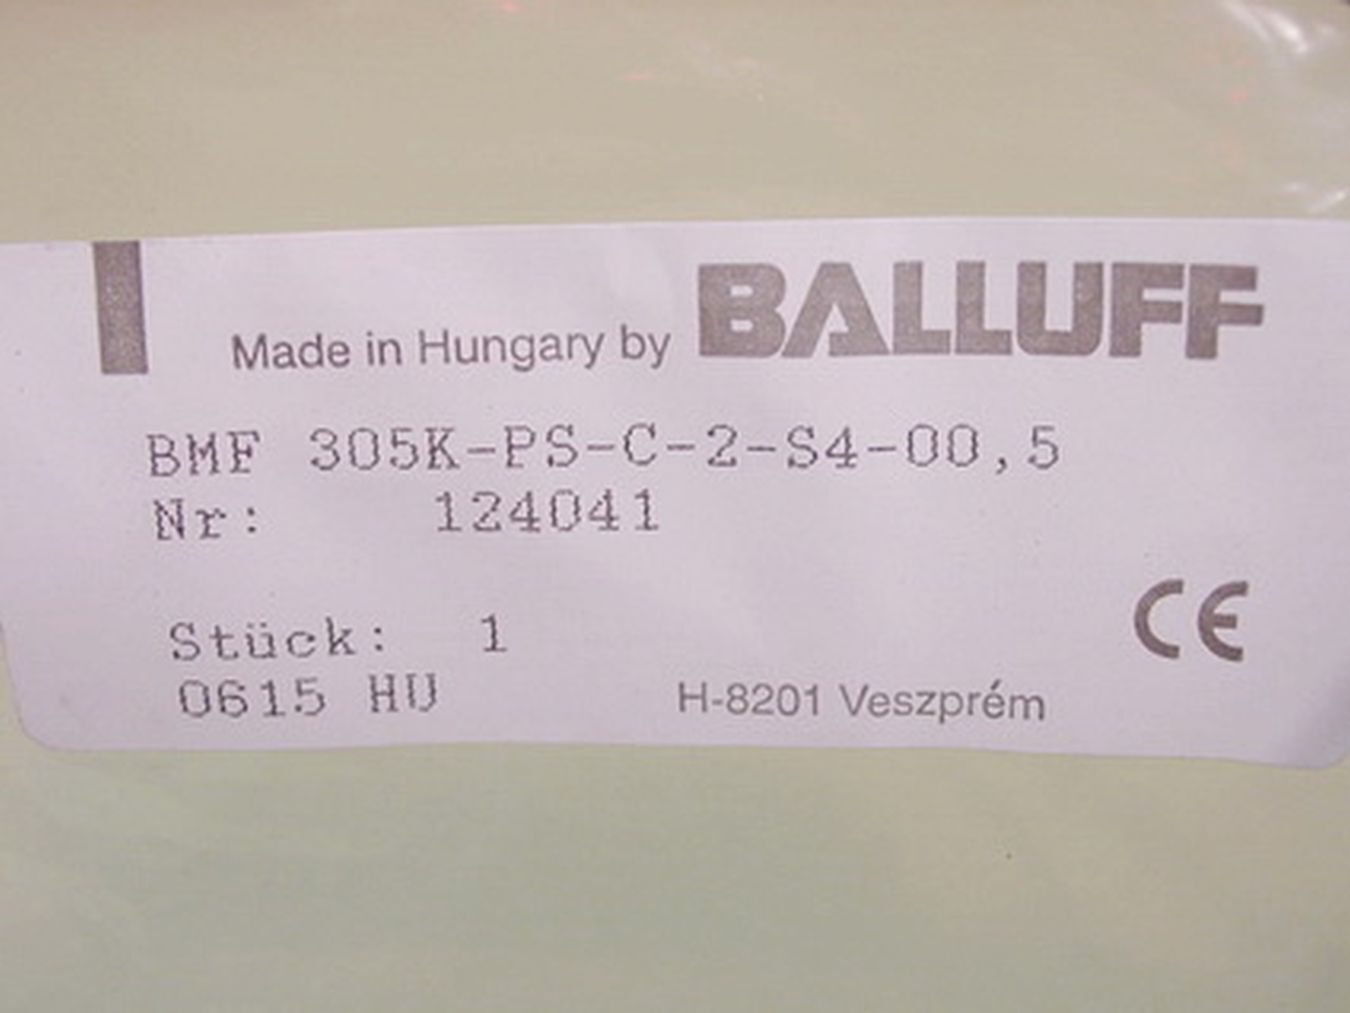 Made in Hungary by BALLUFF
BMF 305K-PS-C-2-S4-00,5
Nr: 124041
Stück: 1
CE
0615 HU H-8201 Veszprém